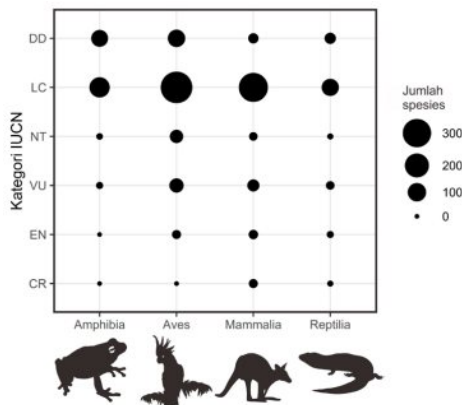 Kategori IUCN
DD
LC
NT
VU
EN
CR
Amphibia Aves Mammalia Reptilia
Jumlah
spesies
300
200
100
0